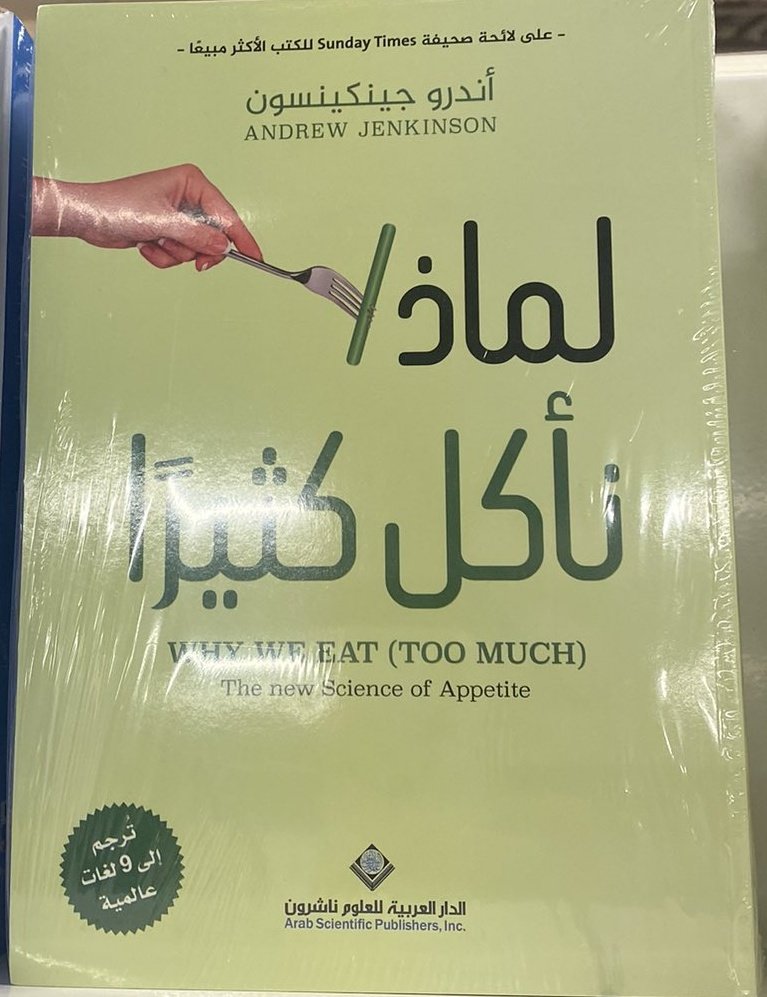 - على لائحة صحيفة Sunday Times للكتب الأكثر مبيعًا -
أندرو جينكينسون
ANDREW JENKINSON
لماذا
نأكل كثيرًا
WHY WE EAT (TOO MUCH)
The new Science of Appetite
تُرجم
إلى 9 لغات
عالمية
الدار العربية للعلوم ناشرون
Arab Scientific Publishers, Inc.